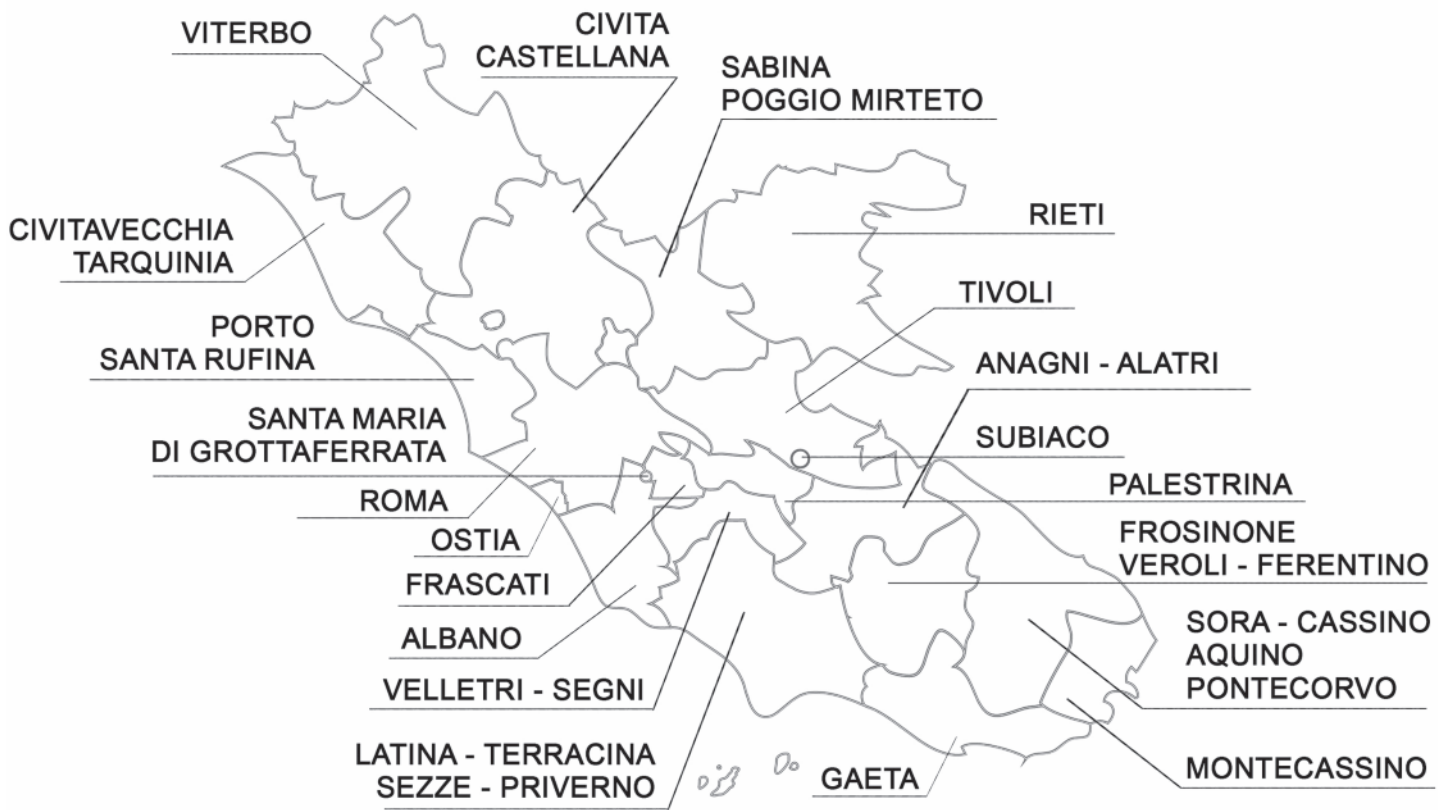 VITERBO
CIVITA
CASTELLANA
SABINA
POGGIO MIRTETO
CIVITAVECCHIA
TARQUINIA
RIETI
TIVOLI
PORTO
SANTA RUFINA
ANAGNI - ALATRI
SANTA MARIA
DI GROTTAFERRATA
SUBIACO
ROMA
PALESTRINA
OSTIA
FROSINONE
VEROLI - FERENTINO
FRASCATI
ALBANO
SORA - CASSINO
AQUINO
PONTECORVO
VELLETRI - SEGNI
LATINA - TERRACINA
SEZZE - PRIVERNO
GAETA
MONTECASSINO